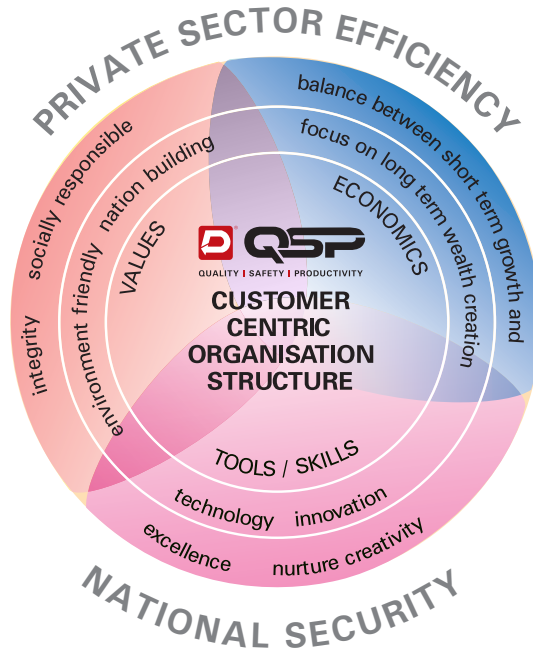 PRIVATE SECTOR EFFICIENCY
integrity socially responsible
environment friendly nation building
VALUES
balance between short term growth and
focus on long term wealth creation
ECONOMICS
QSP
QUALITY | SAFETY | PRODUCTIVITY
CUSTOMER
CENTRIC
ORGANISATION
STRUCTURE
TOOLS / SKILLS
technology innovation
excellence nurture creativity
NATIONAL SECURITY